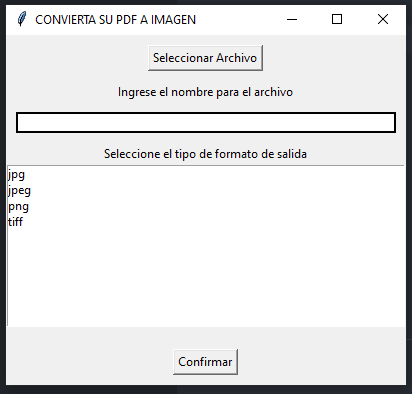 CONVIERTA SU PDF A IMAGEN
Seleccionar Archivo
Ingrese el nombre para el archivo
Seleccione el tipo de formato de salida
jpg
jpeg
png
tiff
Confirmar